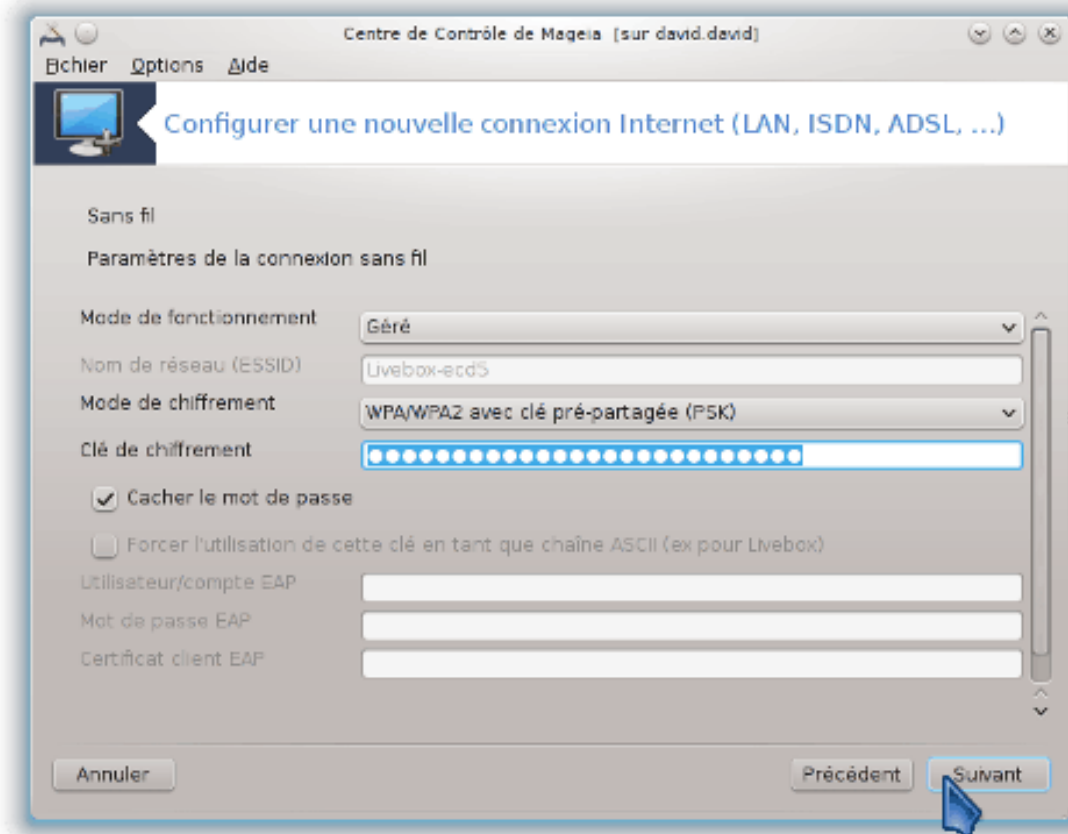 Centre de Contrôle de Mageia [sur david.david]
Fichier Options Aide
Configurer une nouvelle connexion Internet (LAN, ISDN, ADSL, ...)
Sans fil
Paramètres de la connexion sans fil
Mode de fonctionnement Géré
Nom de réseau (ESSID) Livebox-ecd5
Mode de chiffrement WPA/WPA2 avec clé pré-partagée (PSK)
Clé de chiffrement ●●●●●●●●●●●●●●●●●●●●●●●●●●
Cacher le mot de passe
Forcer l'utilisation de cette clé en tant que chaîne ASCII (ex pour Livebox)
Utilisateur/compte EAP
Mot de passe EAP
Certificat client EAP
Annuler Précédent Suivant